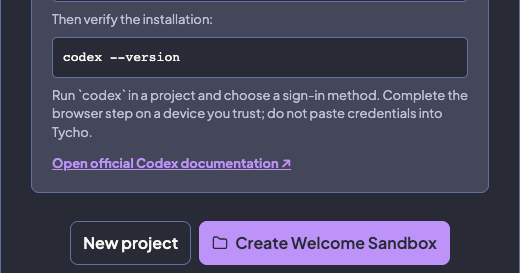 Then verify the installation:
codex --version
Run `codex` in a project and choose a sign-in method. Complete the
browser step on a device you trust; do not paste credentials into
Tycho.
Open official Codex documentation ↗
New project
Create Welcome Sandbox